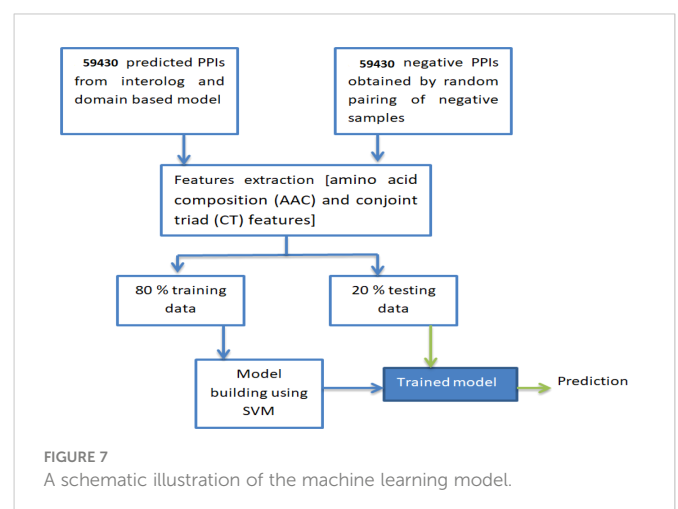 59430 predicted PPIs
from interolog and
domain based model
59430 negative PPIs
obtained by random
pairing of negative
samples
Features extraction [amino acid
composition (AAC) and conjoint
triad (CT) features]
80 % training
data
20 % testing
data
Model
building using
SVM
Trained model
Prediction
FIGURE 7
A schematic illustration of the machine learning model.